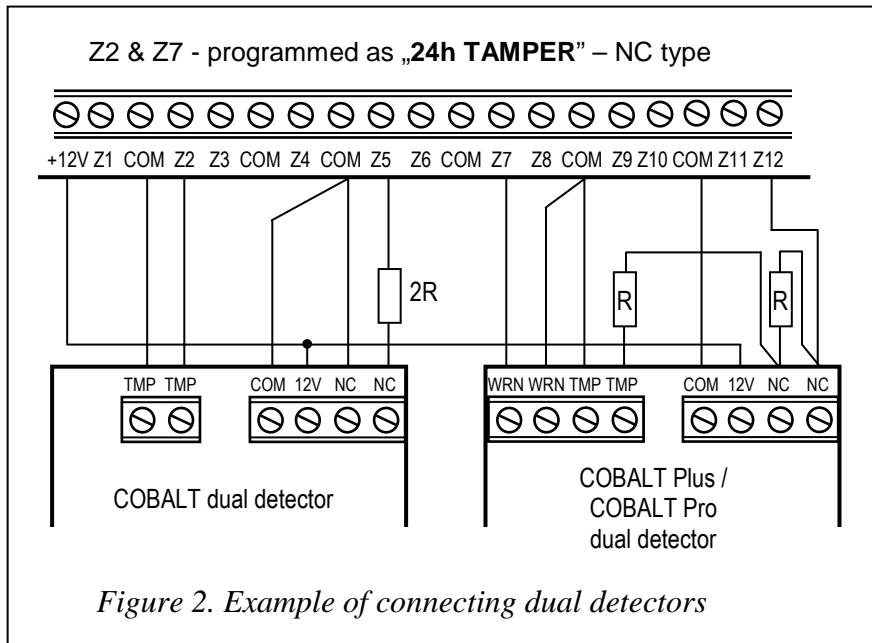 Z2 & Z7 - programmed as „24h TAMPER” – NC type
+12V Z1 COM Z2 Z3 COM Z4 COM Z5 Z6 COM Z7 Z8 COM Z9 Z10 COM Z11 Z12
2R
R R
TMP TMP COM 12V NC NC WRN WRN TMP TMP COM 12V NC NC
COBALT dual detector
COBALT Plus /
COBALT Pro
dual detector
Figure 2. Example of connecting dual detectors